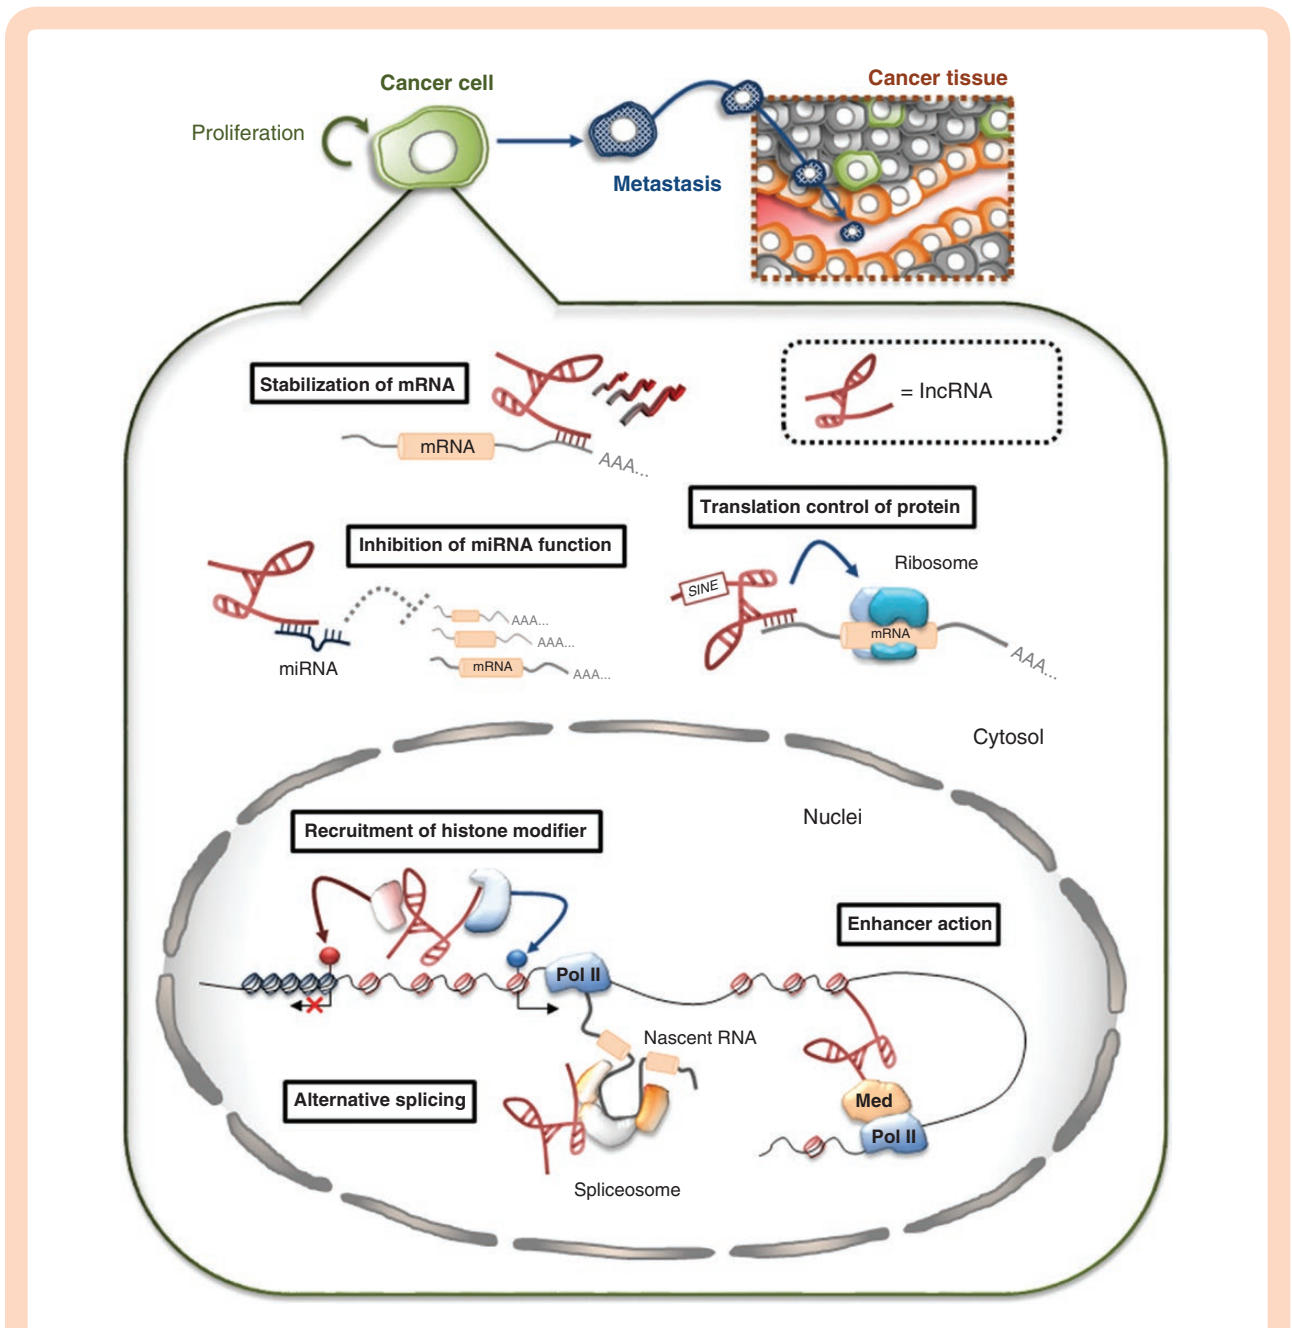 Cancer cell
Cancer tissue
Proliferation
Metastasis
Stabilization of mRNA
= lncRNA
mRNA
AAA...
Translation control of protein
Inhibition of miRNA function
Ribosome
SINE
AAA...
mRNA
AAA...
miRNA
mRNA
AAA...
AAA...
Cytosol
Nuclei
Recruitment of histone modifier
Enhancer action
Pol II
Nascent RNA
Alternative splicing
Med
Pol II
Spliceosome